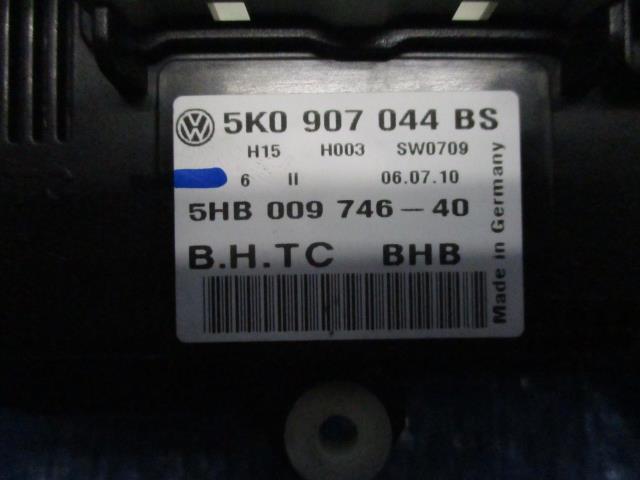 5K0 907 044 BS
H15 H003 SW0709
6 II 06.07.10
5HB 009 746-40
B.H.TC BHB
Made in Germany